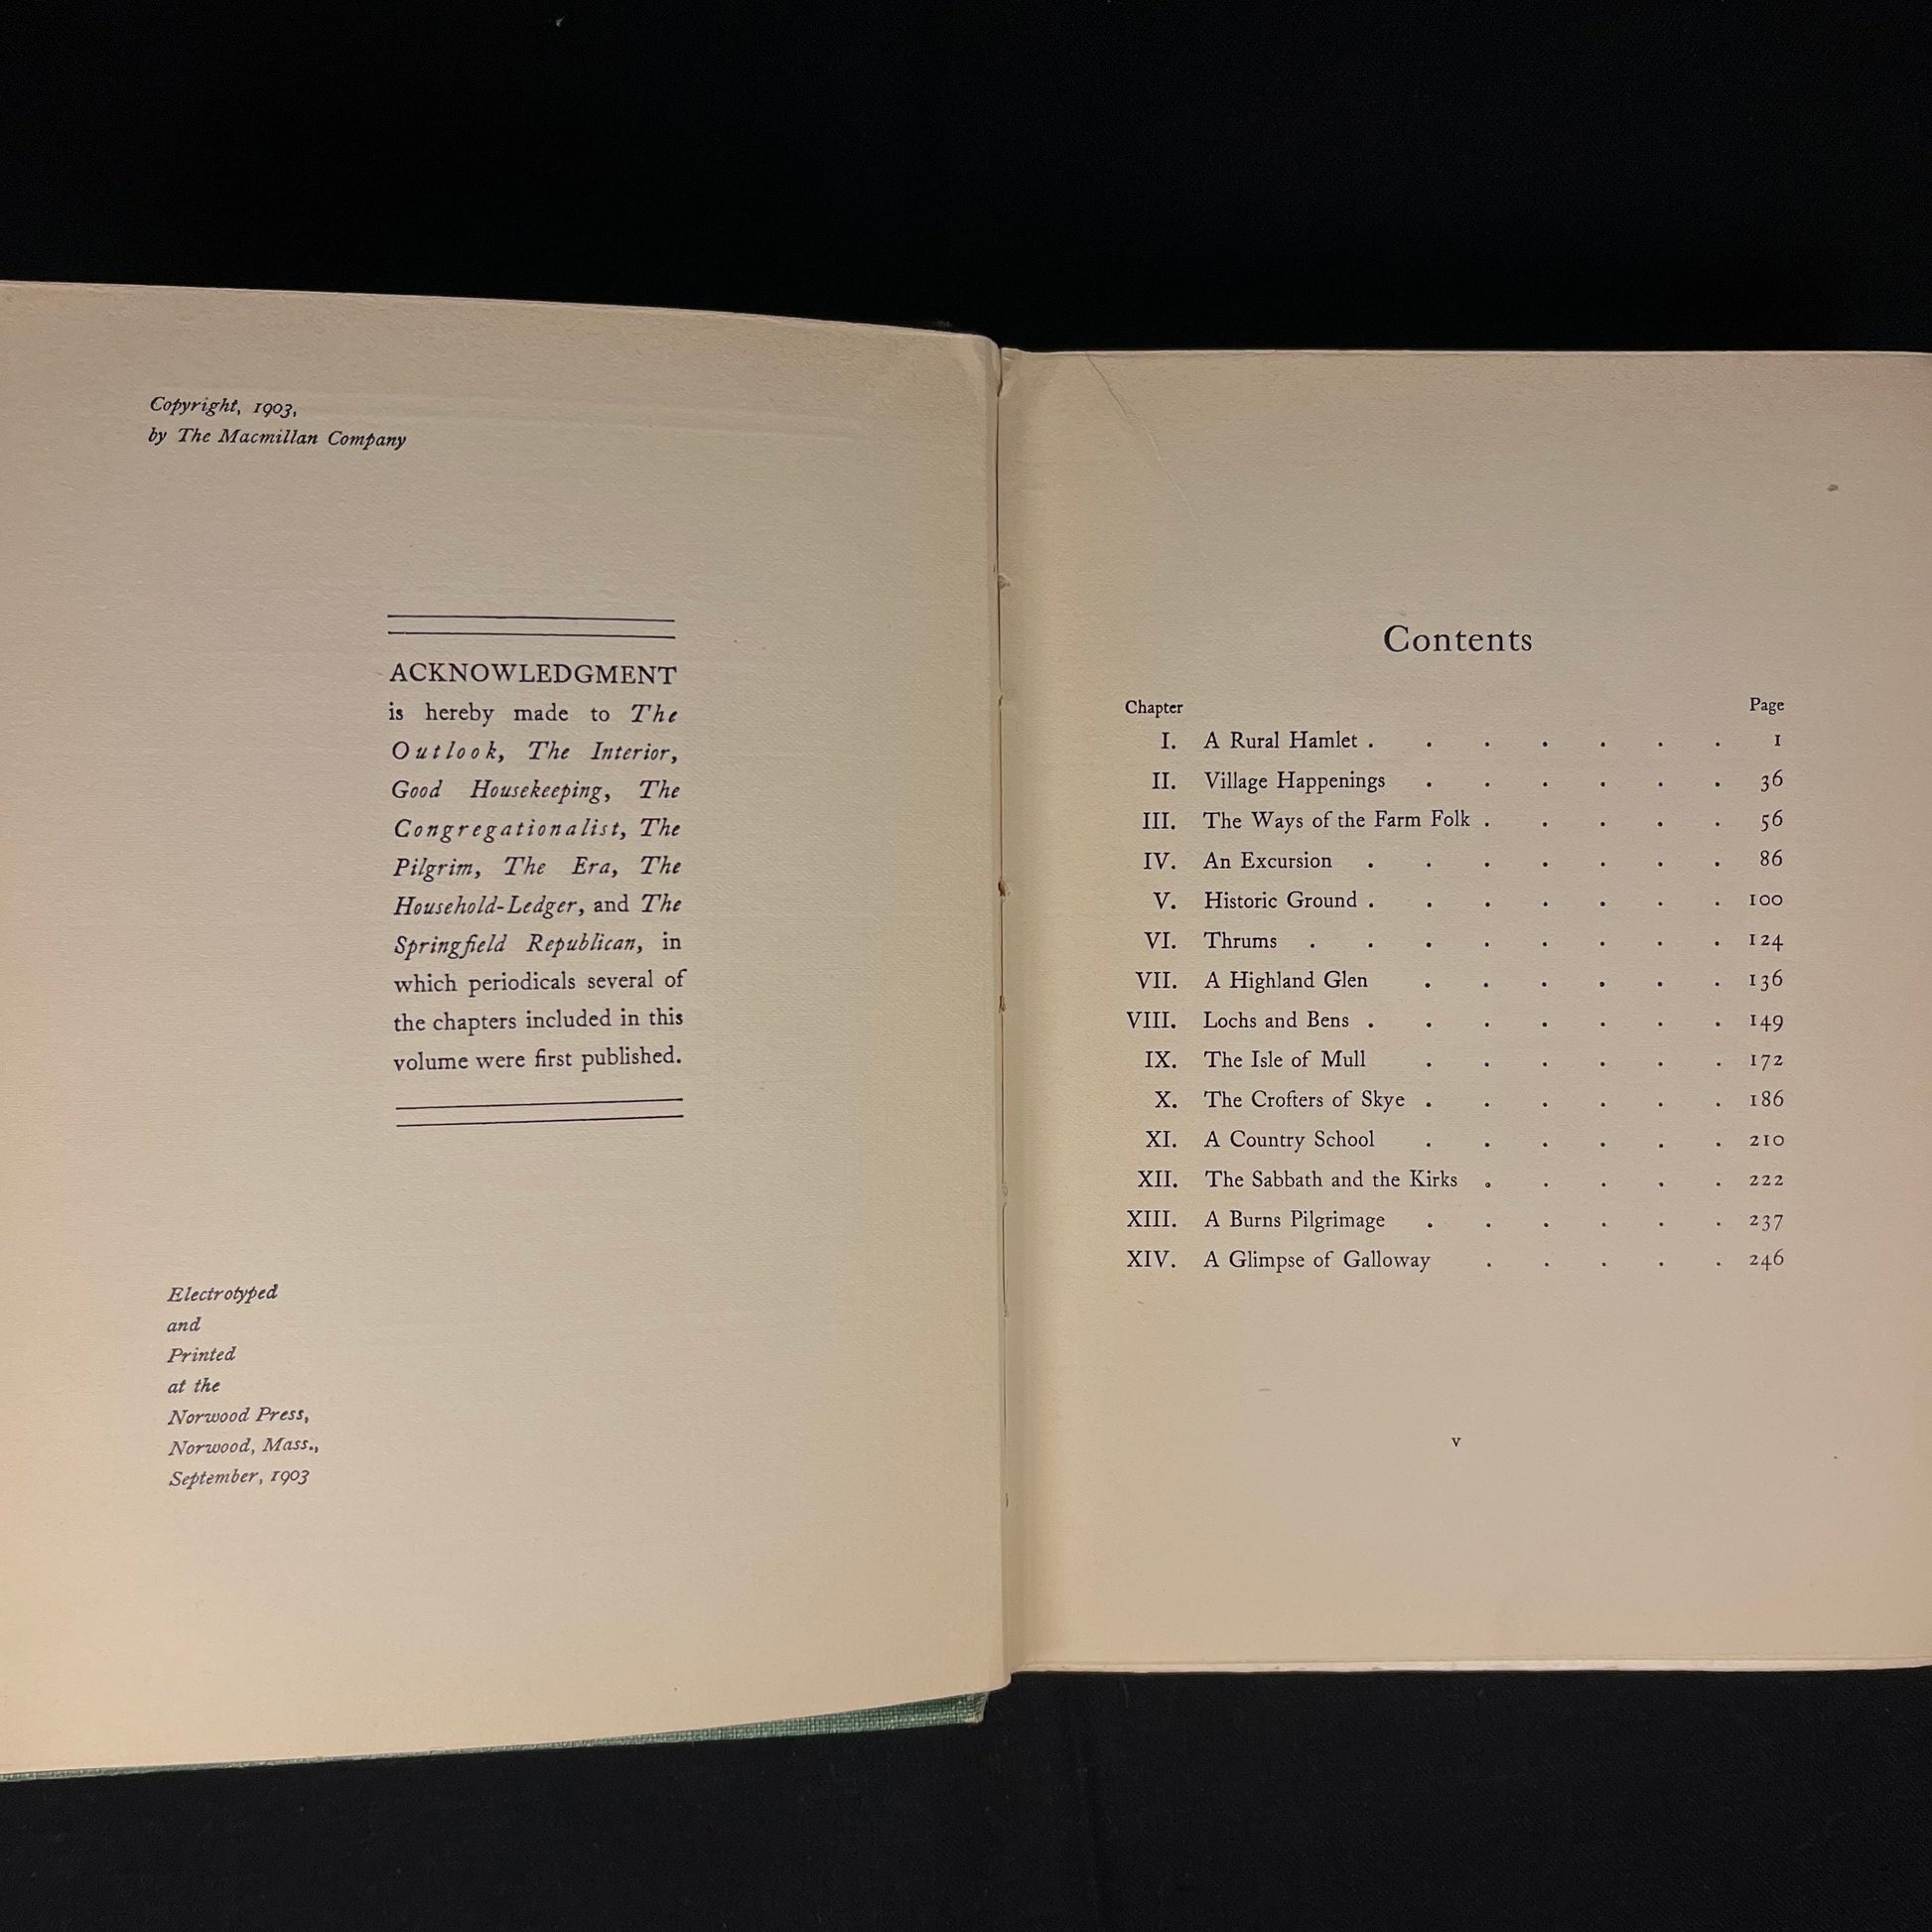 Copyright, 1903,
by The Macmillan Company
ACKNOWLEDGMENT
is hereby made to The
Outlook, The Interior,
Good Housekeeping, The
Congregationalist, The
Pilgrim, The Era, The
Household-Ledger, and The
Springfield Republican, in
which periodicals several of
the chapters included in this
volume were first published.
Electrotyped
and
Printed
at the
Norwood Press,
Norwood, Mass.,
September, 1903
Contents
Chapter Page
I. A Rural Hamlet . . . . . . . 1
II. Village Happenings . . . . . . 36
III. The Ways of the Farm Folk . . . . . 56
IV. An Excursion . . . . . . . 86
V. Historic Ground . . . . . . . 100
VI. Thrums . . . . . . . . 124
VII. A Highland Glen . . . . . . 136
VIII. Lochs and Bens . . . . . . . 149
IX. The Isle of Mull . . . . . . 172
X. The Crofters of Skye . . . . . . 186
XI. A Country School . . . . . . 210
XII. The Sabbath and the Kirks . . . . . 222
XIII. A Burns Pilgrimage . . . . . . 237
XIV. A Glimpse of Galloway . . . . . 246
v